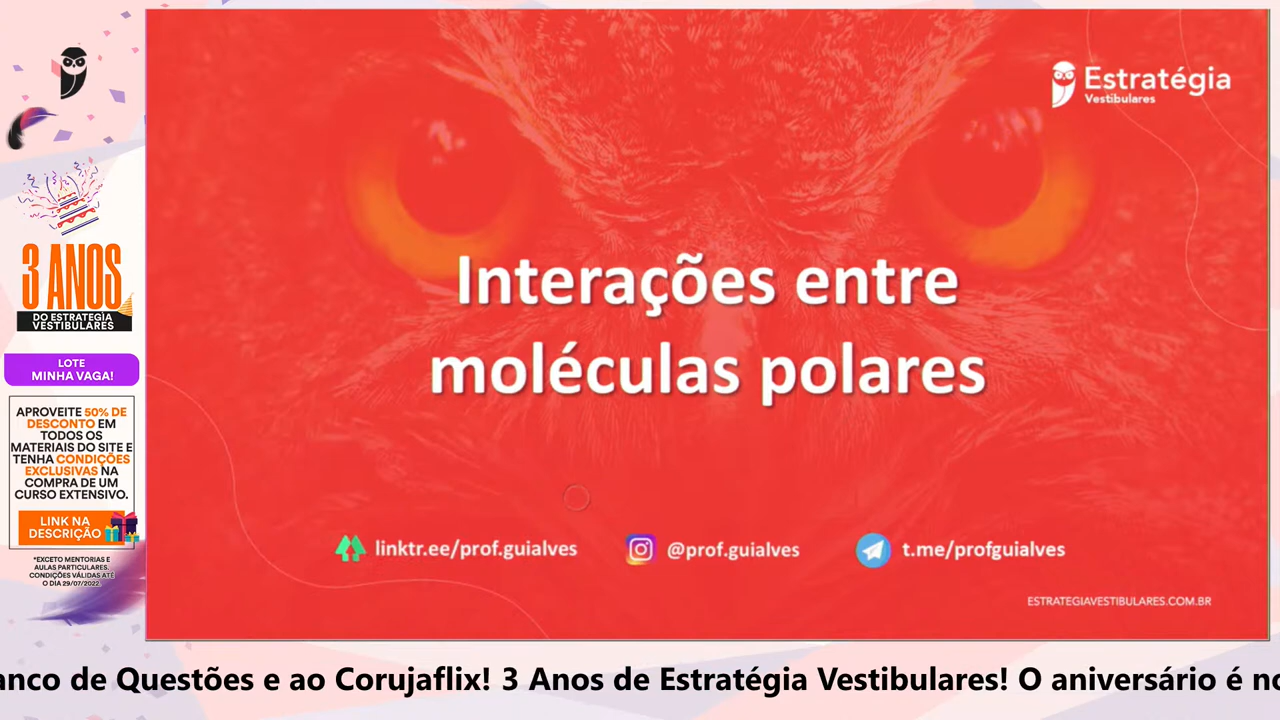 3 ANOS
DO ESTRATEGIA
VESTIBULARES
LOTE
MINHA VAGA!
APROVEITE 50% DE
DESCONTO EM
TODOS OS
MATERIAIS DO SITE E
TENHA CONDIÇÕES
EXCLUSIVAS NA
COMPRA DE UM
CURSO EXTENSIVO.
LINK NA
DESCRIÇÃO
*EXCETO MENTORIAS E
AULAS PARTICULARES.
CONDIÇÕES VÁLIDAS ATÉ
O DIA 29/07/2022.
Estratégia
Vestibulares
Interações entre
moléculas polares
linktr.ee/prof.guialves
@prof.guialves
t.me/profguialves
ESTRATEGIAVESTIBULARES.COM.BR
anco de Questões e ao Corujaflix! 3 Anos de Estratégia Vestibulares! O aniversário é no